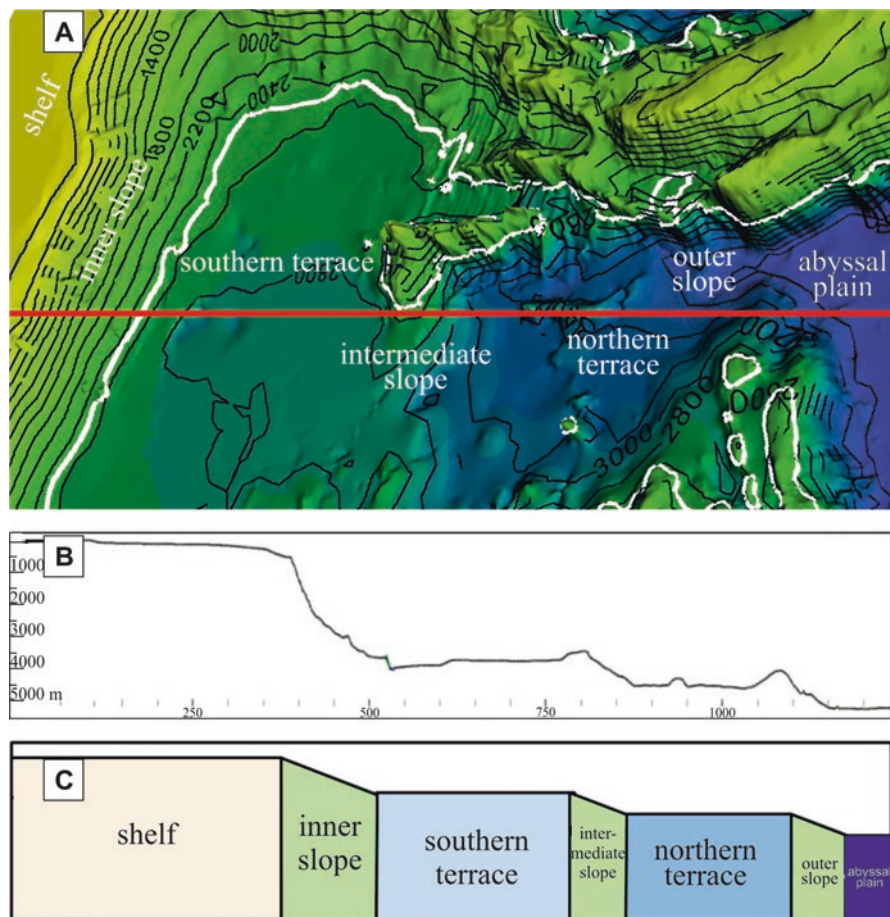 A
shelf
inner slope
1400
1800
2200
2400
2000
southern terrace
2800
intermediate
slope
outer
slope
abyssal
plain
northern
terrace
3000
2800
2000
B
1000
2000
3000
4000
5000 m
250
500
750
1000
C
shelf
inner
slope
southern
terrace
inter-
mediate
slope
northern
terrace
outer
slope
abyssal
plain